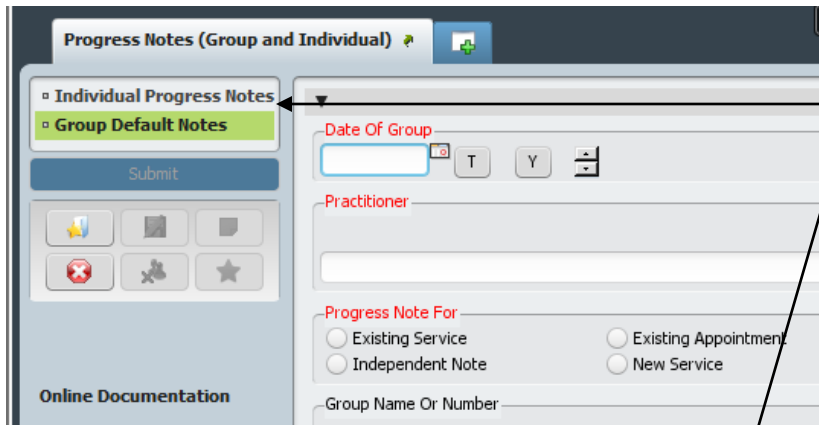 Progress Notes (Group and Individual)
Individual Progress Notes
Group Default Notes
Submit
Online Documentation
Date Of Group
T Y
Practitioner
Progress Note For
Existing Service Existing Appointment
Independent Note New Service
Group Name Or Number